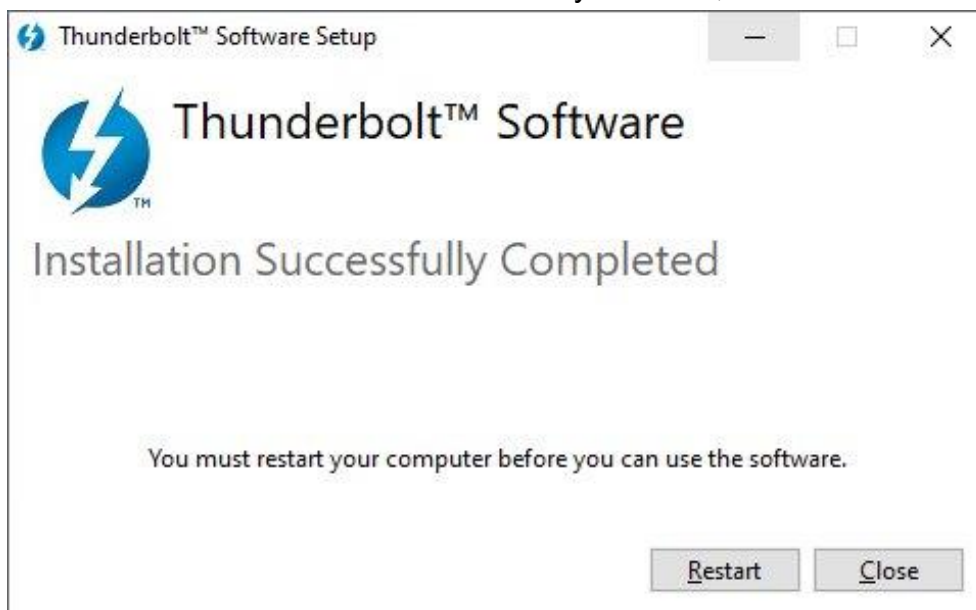 Thunderbolt™ Software Setup
Thunderbolt™ Software
TM
Installation Successfully Completed
You must restart your computer before you can use the software.
Restart
Close